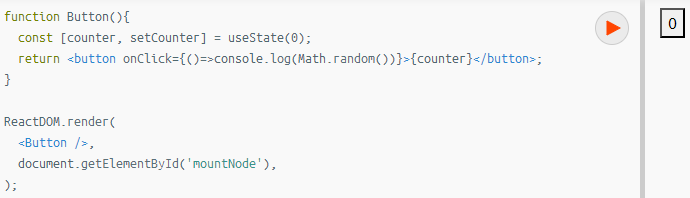 function Button(){
  const [counter, setCounter] = useState(0);
  return <button onClick={()=>console.log(Math.random())}>{counter}</button>;
}

ReactDOM.render(
  <Button />,
  document.getElementById('mountNode'),
);
0